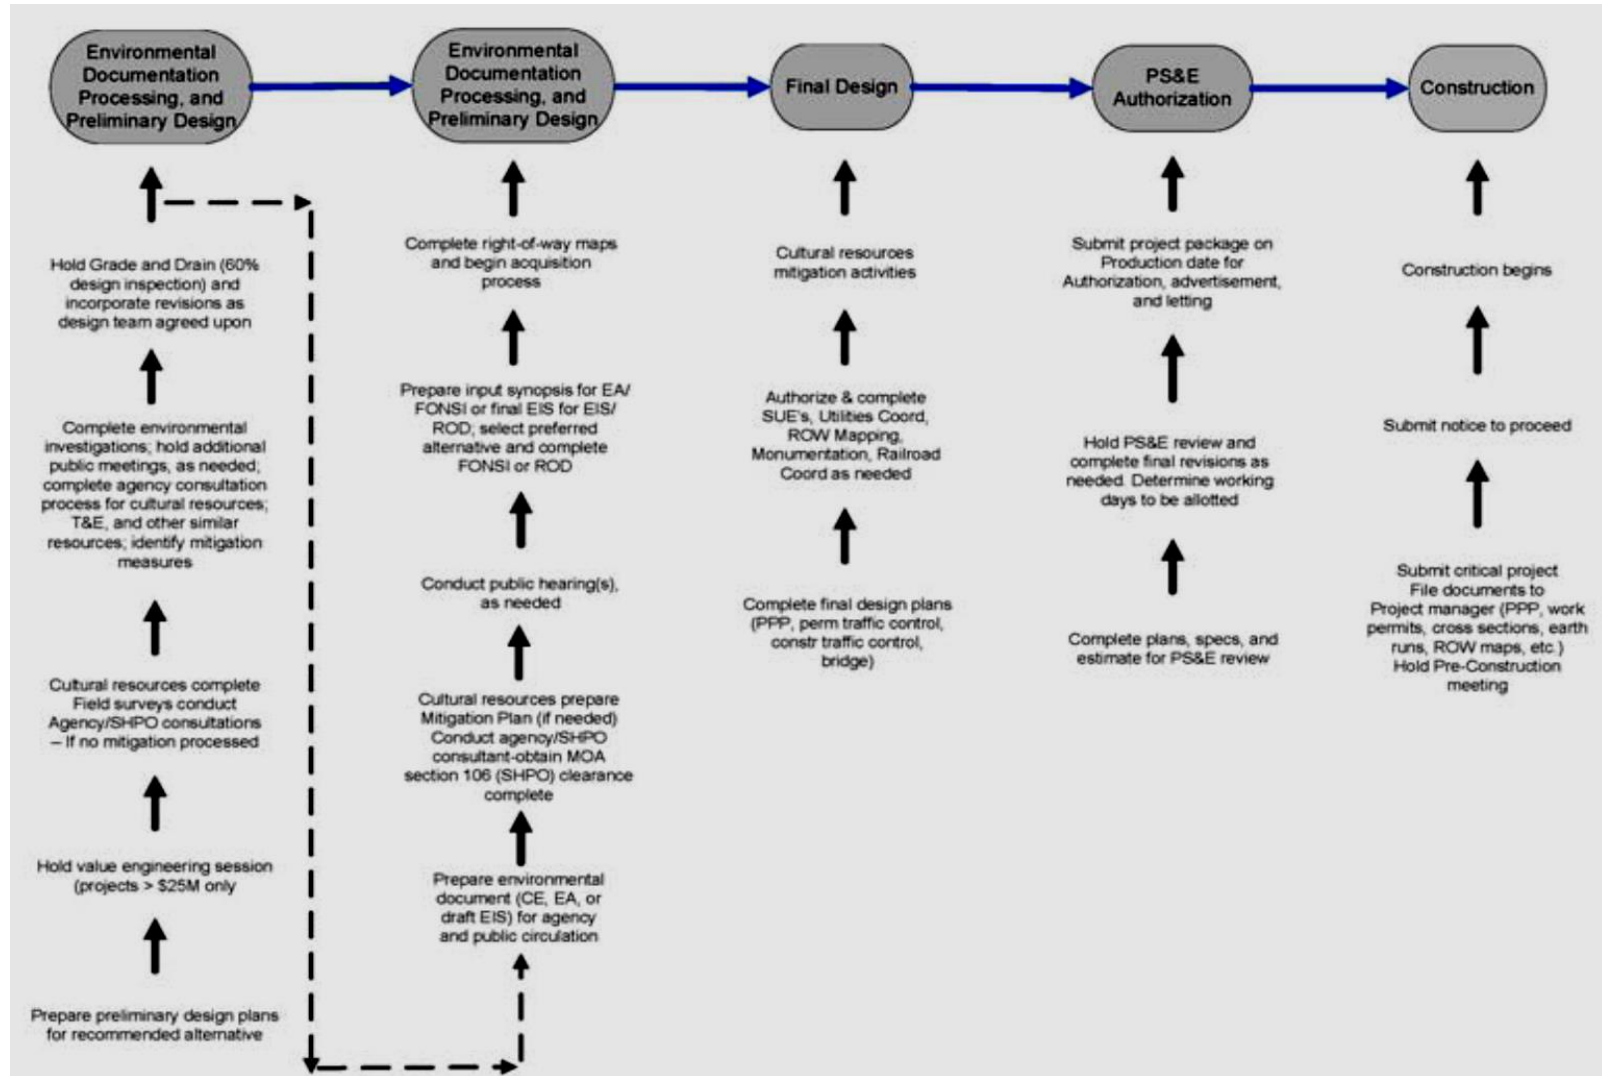 Environmental
Documentation
Processing, and
Preliminary Design
Environmental
Documentation
Processing, and
Preliminary Design
Final Design
PS&E
Authorization
Construction
Hold Grade and Drain (60%
design inspection) and
incorporate revisions as
design team agreed upon
Complete environmental
investigations; hold additional
public meetings, as needed;
complete agency consultation
process for cultural resources;
T&E, and other similar
resources; identify mitigation
measures
Cultural resources complete
Field surveys conduct
Agency/SHPO consultations
– If no mitigation processed
Hold value engineering session
(projects > $25M only
Prepare preliminary design plans
for recommended alternative
Complete right-of-way maps
and begin acquisition
process
Prepare input synopsis for EA/
FONSI or final EIS for EIS/
ROD; select preferred
alternative and complete
FONSI or ROD
Conduct public hearing(s),
as needed
Cultural resources prepare
Mitigation Plan (if needed)
Conduct agency/SHPO
consultant-obtain MOA
section 106 (SHPO) clearance
complete
Prepare environmental
document (CE, EA, or
draft EIS) for agency
and public circulation
Cultural resources
mitigation activities
Authorize & complete
SUE's, Utilities Coord,
ROW Mapping,
Monumentation, Railroad
Coord as needed
Complete final design plans
(PPP, perm traffic control,
constr traffic control,
bridge)
Submit project package on
Production date for
Authorization, advertisement,
and letting
Hold PS&E review and
complete final revisions as
needed. Determine working
days to be allotted
Complete plans, specs, and
estimate for PS&E review
Construction begins
Submit notice to proceed
Submit critical project
File documents to
Project manager (PPP, work
permits, cross sections, earth
runs, ROW maps, etc.)
Hold Pre-Construction
meeting